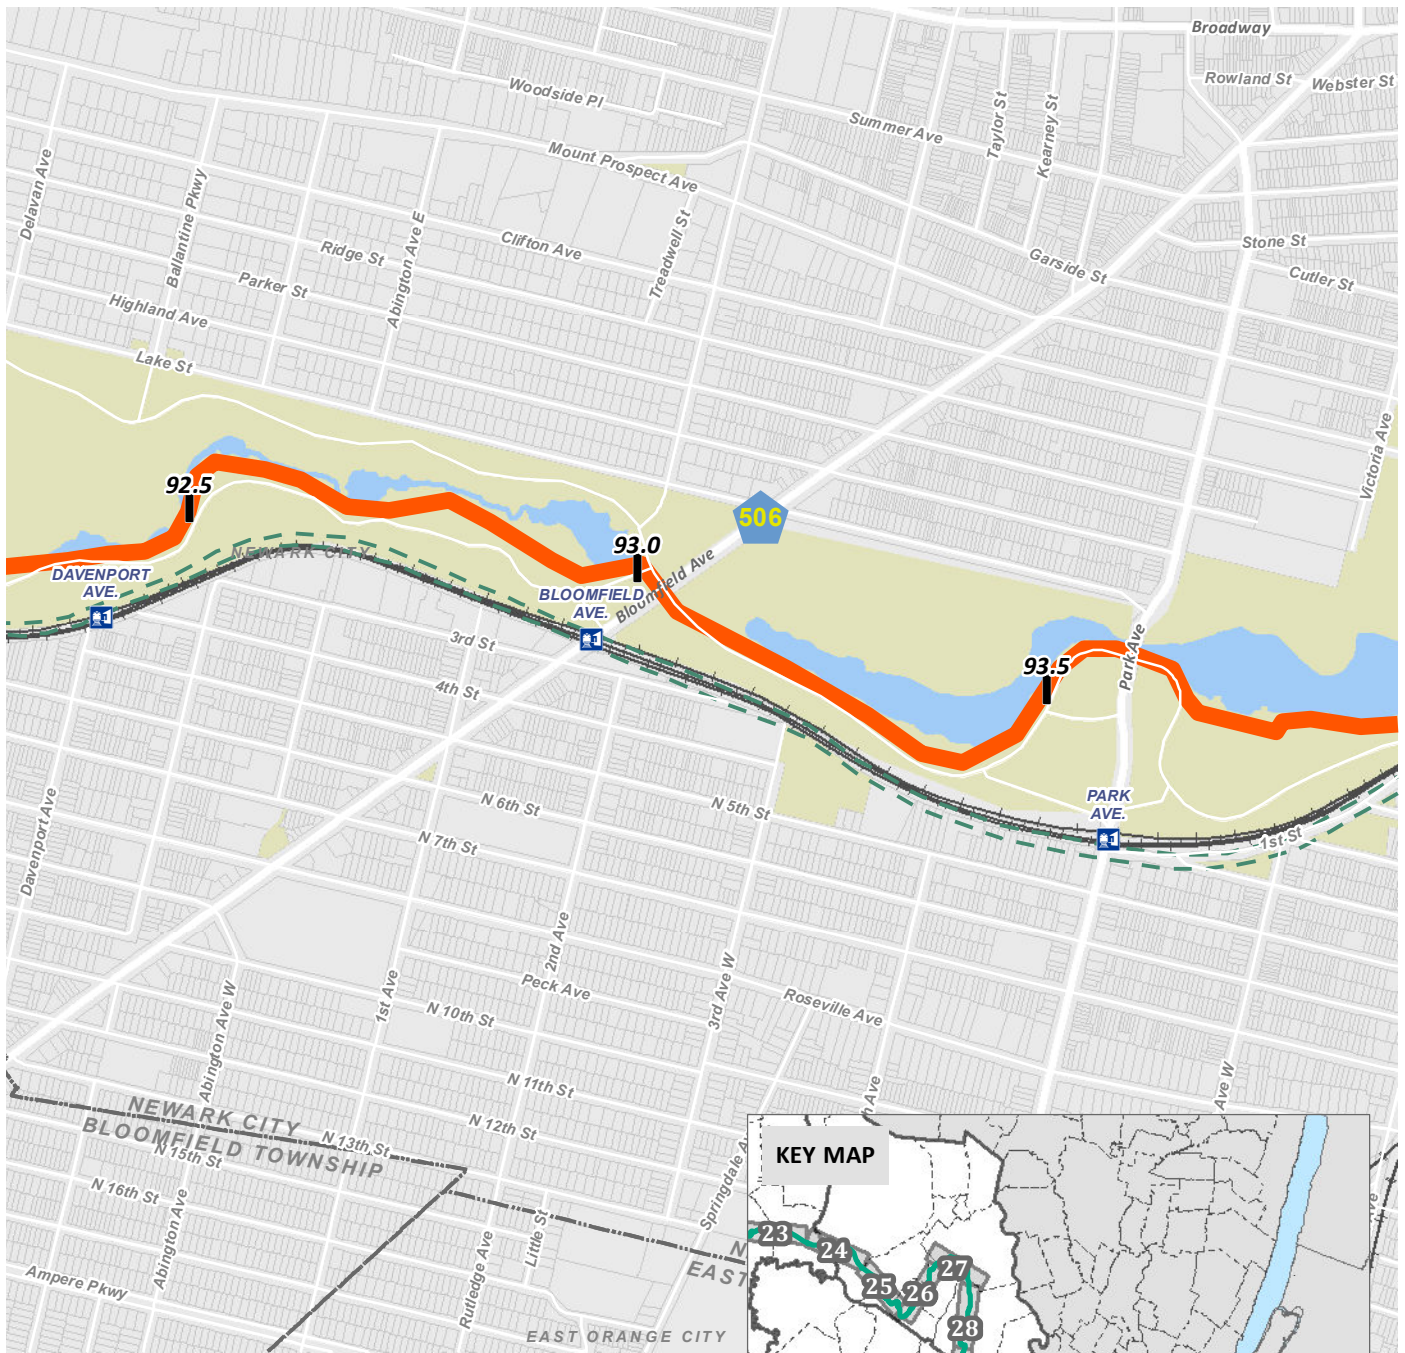 Broadway
Rowland St
Webster St
Woodside Pl
Summer Ave
Taylor St
Kearney St
Mount Prospect Ave
Delavan Ave
Ballantine Pkwy
Abington Ave E
Clifton Ave
Treadwell St
Ridge St
Parker St
Highland Ave
Lake St
Garside St
Stone St
Cutler St
Victoria Ave
92.5
93.0
506
NEWARK CITY
DAVENPORT
AVE.
BLOOMFIELD
AVE.
Bloomfield Ave
93.5
Park Ave
3rd St
4th St
N 6th St
N 5th St
N 7th St
PARK
AVE.
1st St
Davenport Ave
2nd Ave
Peck Ave
3rd Ave W
Roseville Ave
1st Ave
N 10th St
Abington Ave W
N 11th St
N 12th St
h Ave
Ave W
NEWARK CITY
BLOOMFIELD TOWNSHIP
N 13th St
N 15th St
N 16th St
Abington Ave
Ampere Pkwy
Rutledge Ave
Little St
Springdale A
N
EAST
EAST ORANGE CITY
KEY MAP
23
24
25
26
27
28
ve